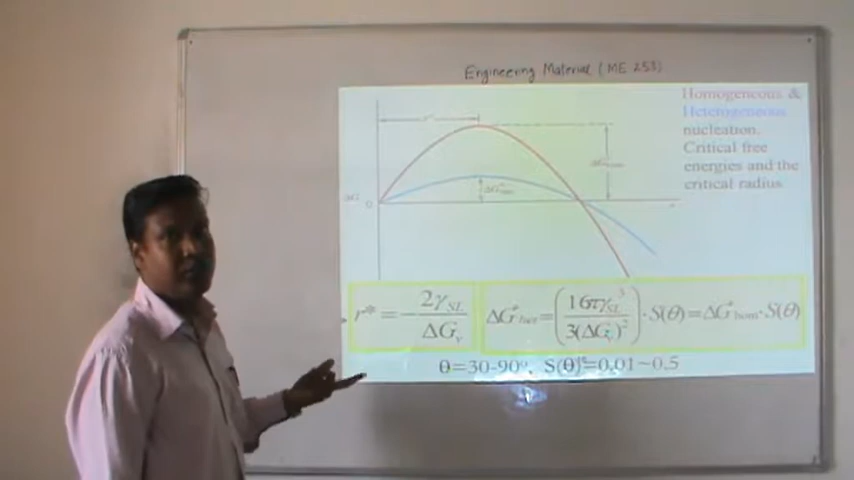 Engineering Material (ME 253)
Homogeneous &
Heterogeneous
nucleation.
Critical free
energies and the
critical radius.
r*
ΔG
0
r
r* = -2γSL/ΔGv
ΔG*het = (16πγSL³/3(ΔGv)²)·S(θ)=ΔG*hom·S(θ)
θ=30-90°, S(θ)=0.01~0.5